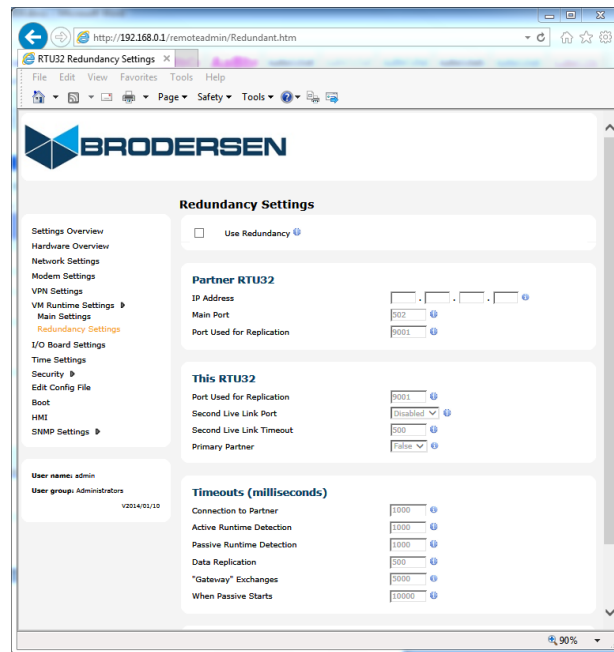 http://192.168.0.1/remoteadmin/Redundant.htm
RTU32 Redundancy Settings
File Edit View Favorites Tools Help
Page Safety Tools
BRODERSEN
Redundancy Settings
Settings Overview
Hardware Overview
Network Settings
Modem Settings
VPN Settings
VM Runtime Settings
Main Settings
Redundancy Settings
I/O Board Settings
Time Settings
Security
Edit Config File
Boot
HMI
SNMP Settings
User name: admin
User group: Administrators
V2014/01/10
Use Redundancy
Partner RTU32
IP Address . . .
Main Port 502
Port Used for Replication 9001
This RTU32
Port Used for Replication 9001
Second Live Link Port Disabled
Second Live Link Timeout 500
Primary Partner False
Timeouts (milliseconds)
Connection to Partner 1000
Active Runtime Detection 1000
Passive Runtime Detection 1000
Data Replication 500
"Gateway" Exchanges 5000
When Passive Starts 10000
90%